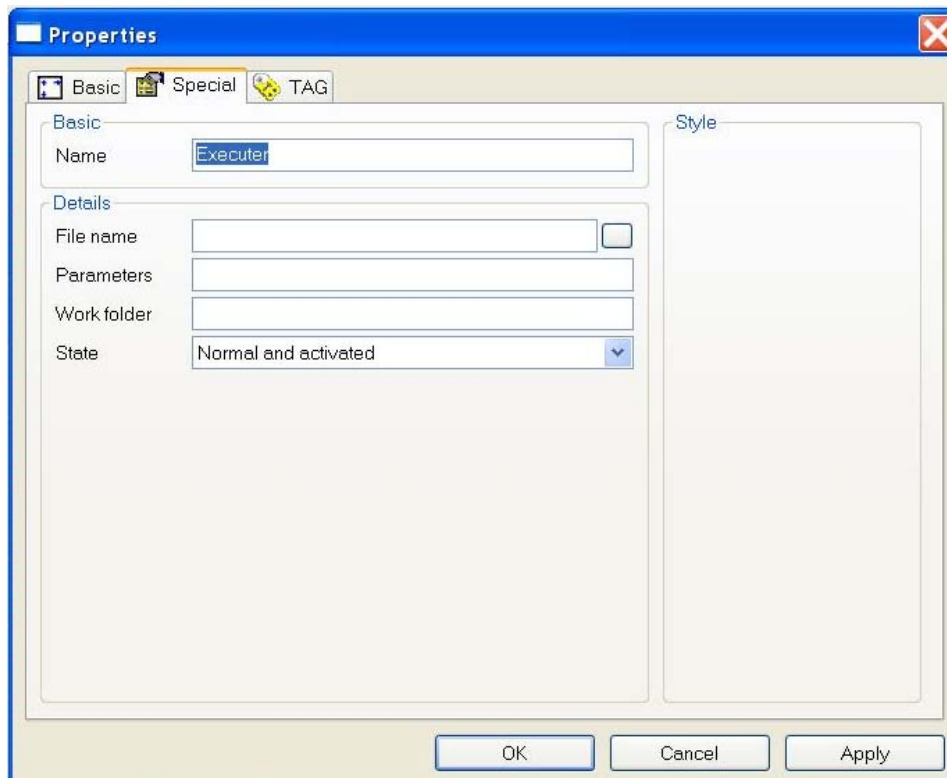 Properties
Basic Special TAG
Basic Style
Name Executer
Details
File name
Parameters
Work folder
State Normal and activated
OK Cancel Apply